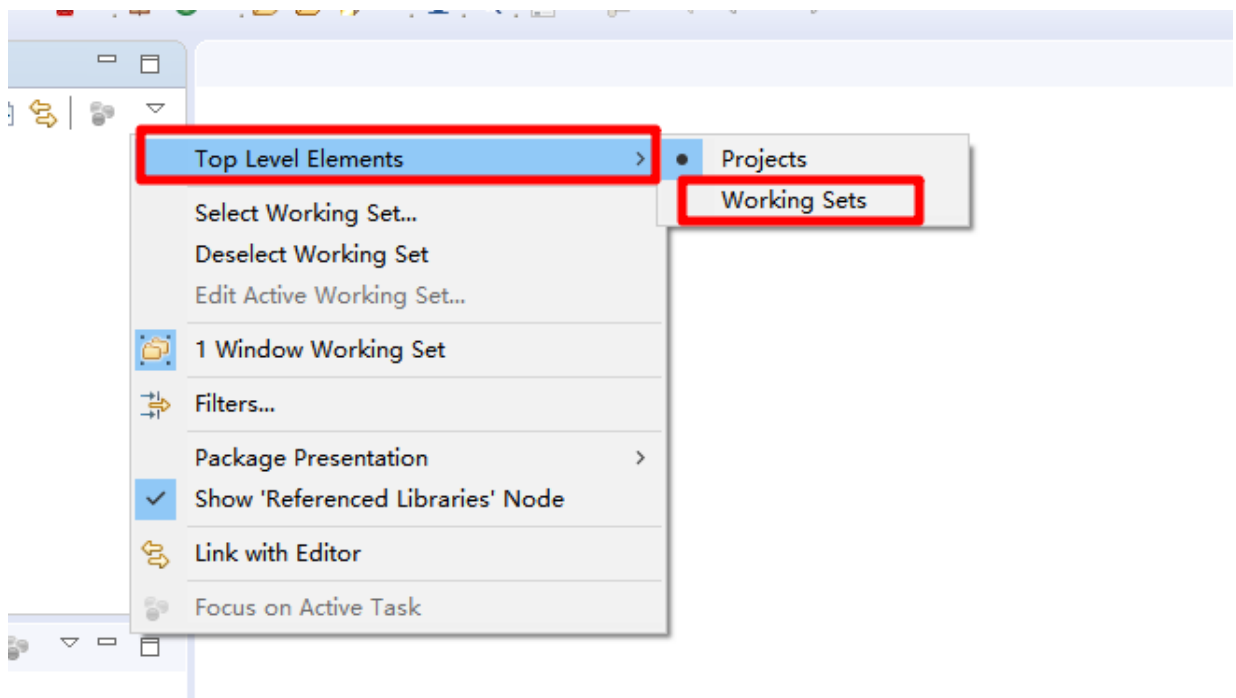 Top Level Elements
Projects
Working Sets
Select Working Set...
Deselect Working Set
Edit Active Working Set...
1 Window Working Set
Filters...
Package Presentation
Show 'Referenced Libraries' Node
Link with Editor
Focus on Active Task